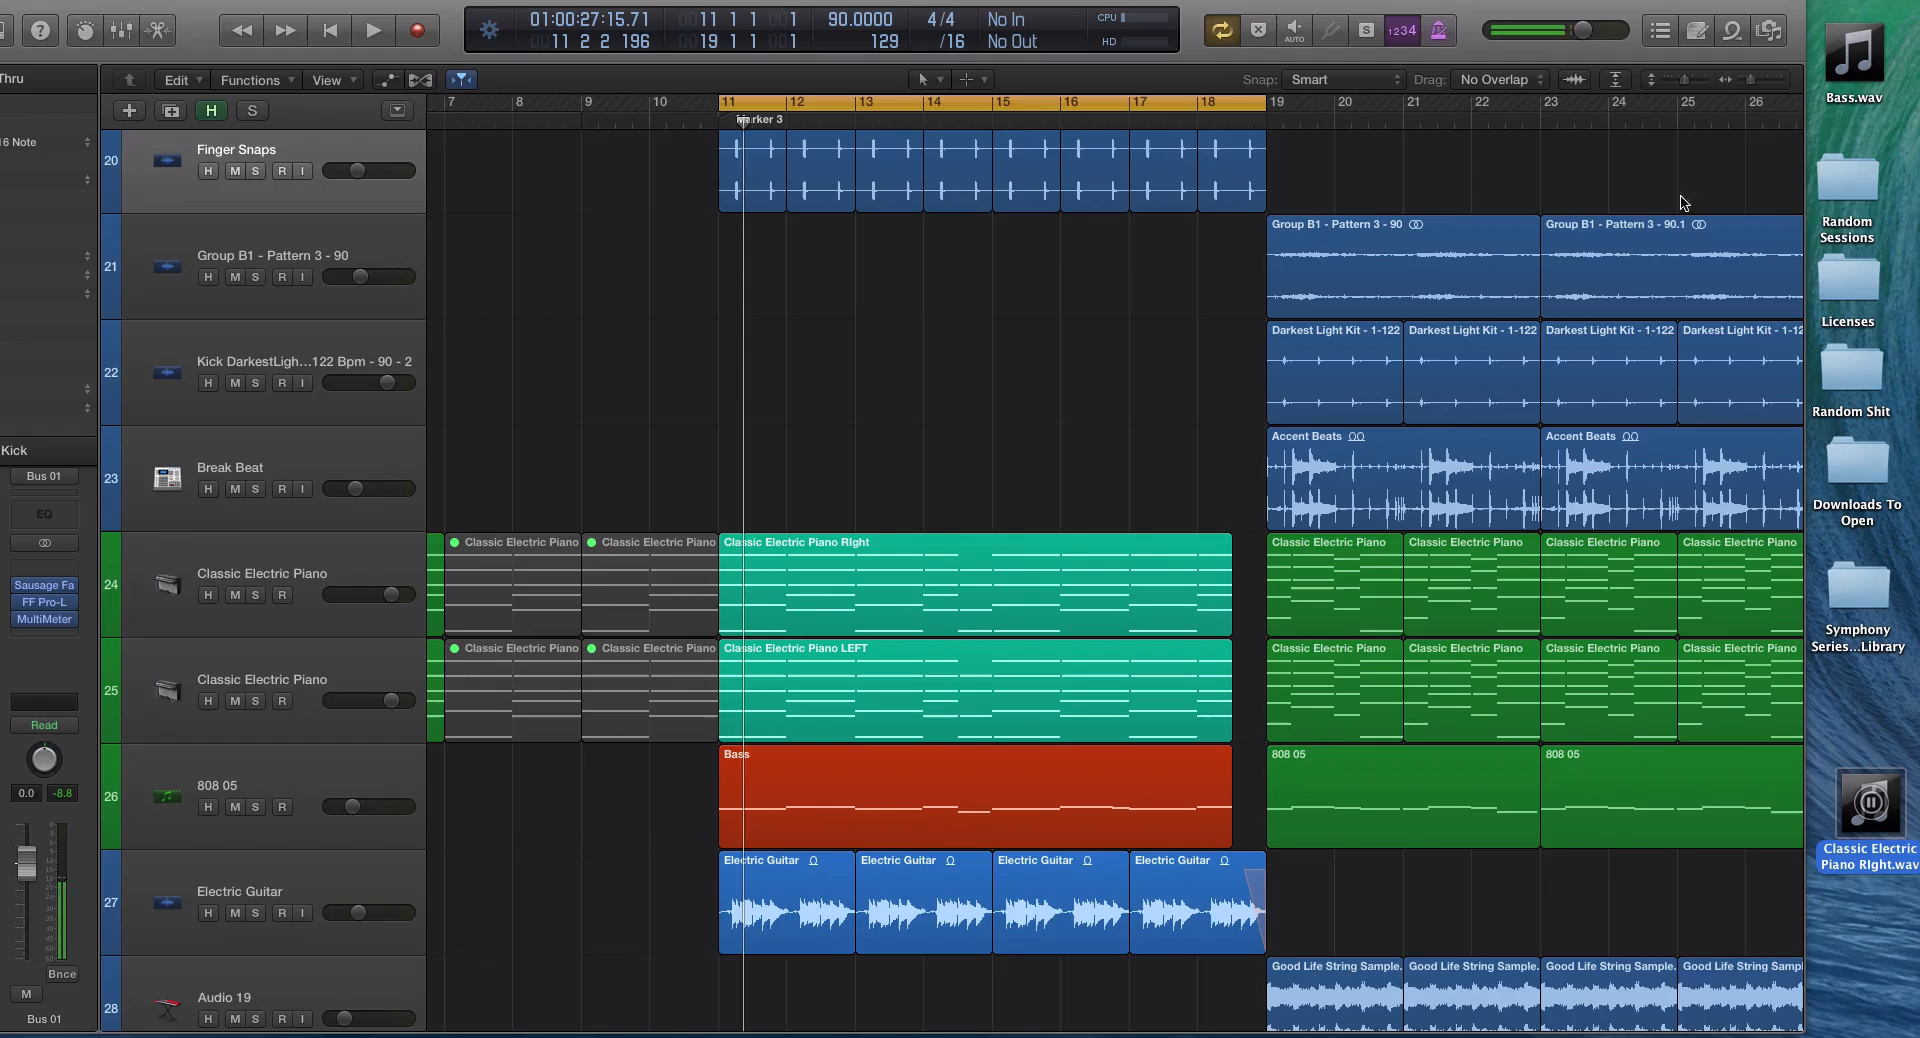 ?
01:00:27:15.71
11 2 2 196
0011 1 1 001
0019 1 1 001
90.0000
129
4/4
/16
No In
No Out
CPU
HD
AUTO
S
1234
Bass.wav
Thru
Edit
Functions
View
Snap: Smart
Drag: No Overlap
H
S
7 8 9 10 11 12 13 14 15 16 17 18 19 20 21 22 23 24 25 26
rker 3
16 Note
20
Finger Snaps
H M S R I
21
Group B1 - Pattern 3 - 90
H M S R I
Group B1 - Pattern 3 - 90
Group B1 - Pattern 3 - 90.1
Random
Sessions
Licenses
22
Kick DarkestLigh...122 Bpm - 90 - 2
H M S R I
Darkest Light Kit - 1-122
Darkest Light Kit - 1-122
Darkest Light Kit - 1-122
Darkest Light Kit - 1-12
Random Shit
23
Break Beat
H M S R I
Accent Beats
Accent Beats
Kick
Bus 01
EQ
Downloads To
Open
24
Classic Electric Piano
H M S R
Classic Electric Piano
Classic Electric Piano
Classic Electric Piano RIght
Classic Electric Piano
Classic Electric Piano
Classic Electric Piano
Classic Electric Piano
Sausage Fa
FF Pro-L
MultiMeter
Symphony
Series...Library
25
Classic Electric Piano
H M S R
Classic Electric Piano
Classic Electric Piano
Classic Electric Piano LEFT
Classic Electric Piano
Classic Electric Piano
Classic Electric Piano
Classic Electric Piano
Read
0.0
-8.8
26
808 05
H M S R
Bass
808 05
808 05
Classic Electric
Piano RIght.wav
27
Electric Guitar
H M S R I
Electric Guitar
Electric Guitar
Electric Guitar
Electric Guitar
Bnce
M
Bus 01
28
Audio 19
H M S R I
Good Life String Sample.
Good Life String Sample.
Good Life String Sample.
Good Life String Sampl